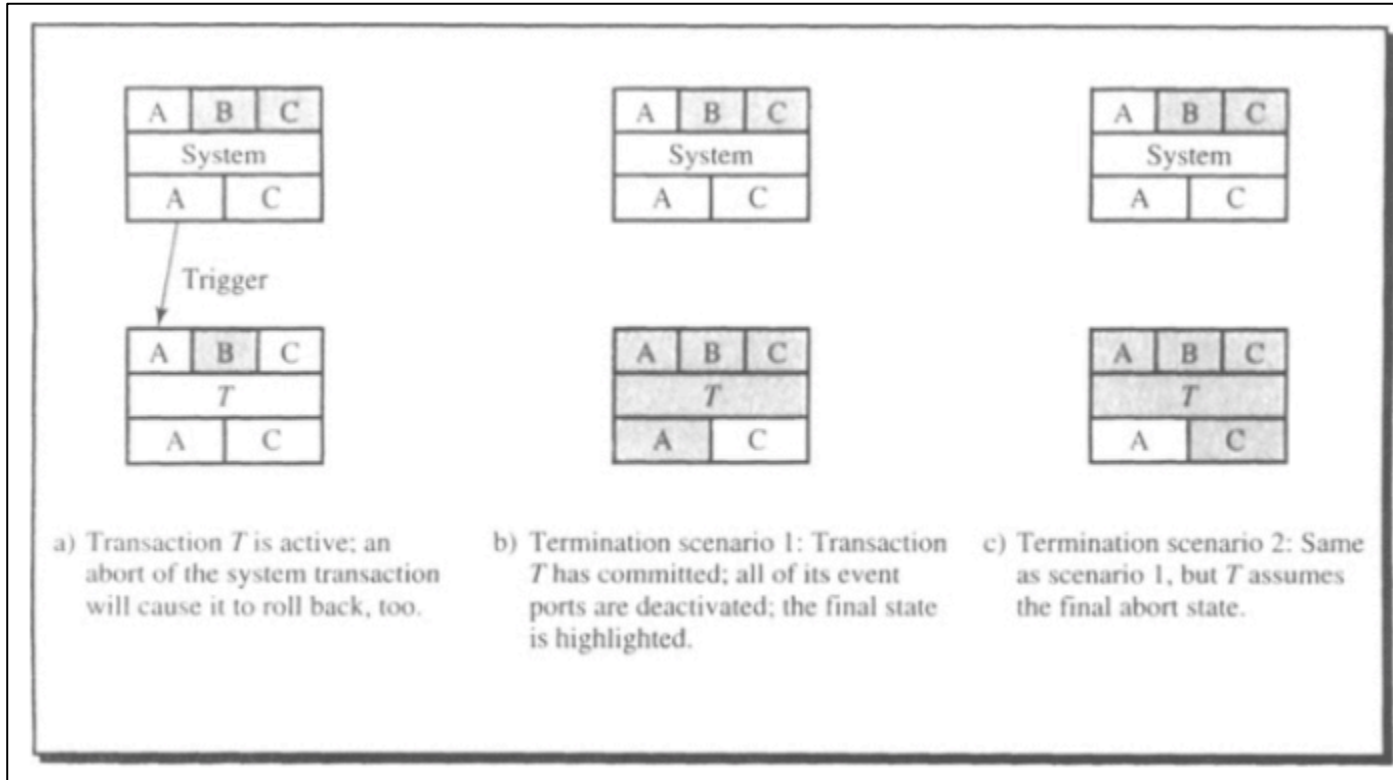 A B C
System
A C
Trigger
A B C
T
A C
A B C
System
A C
A B C
T
A C
A B C
System
A C
A B C
T
A C
a) Transaction T is active; an
abort of the system transaction
will cause it to roll back, too.
b) Termination scenario 1: Transaction
T has committed; all of its event
ports are deactivated; the final state
is highlighted.
c) Termination scenario 2: Same
as scenario 1, but T assumes
the final abort state.